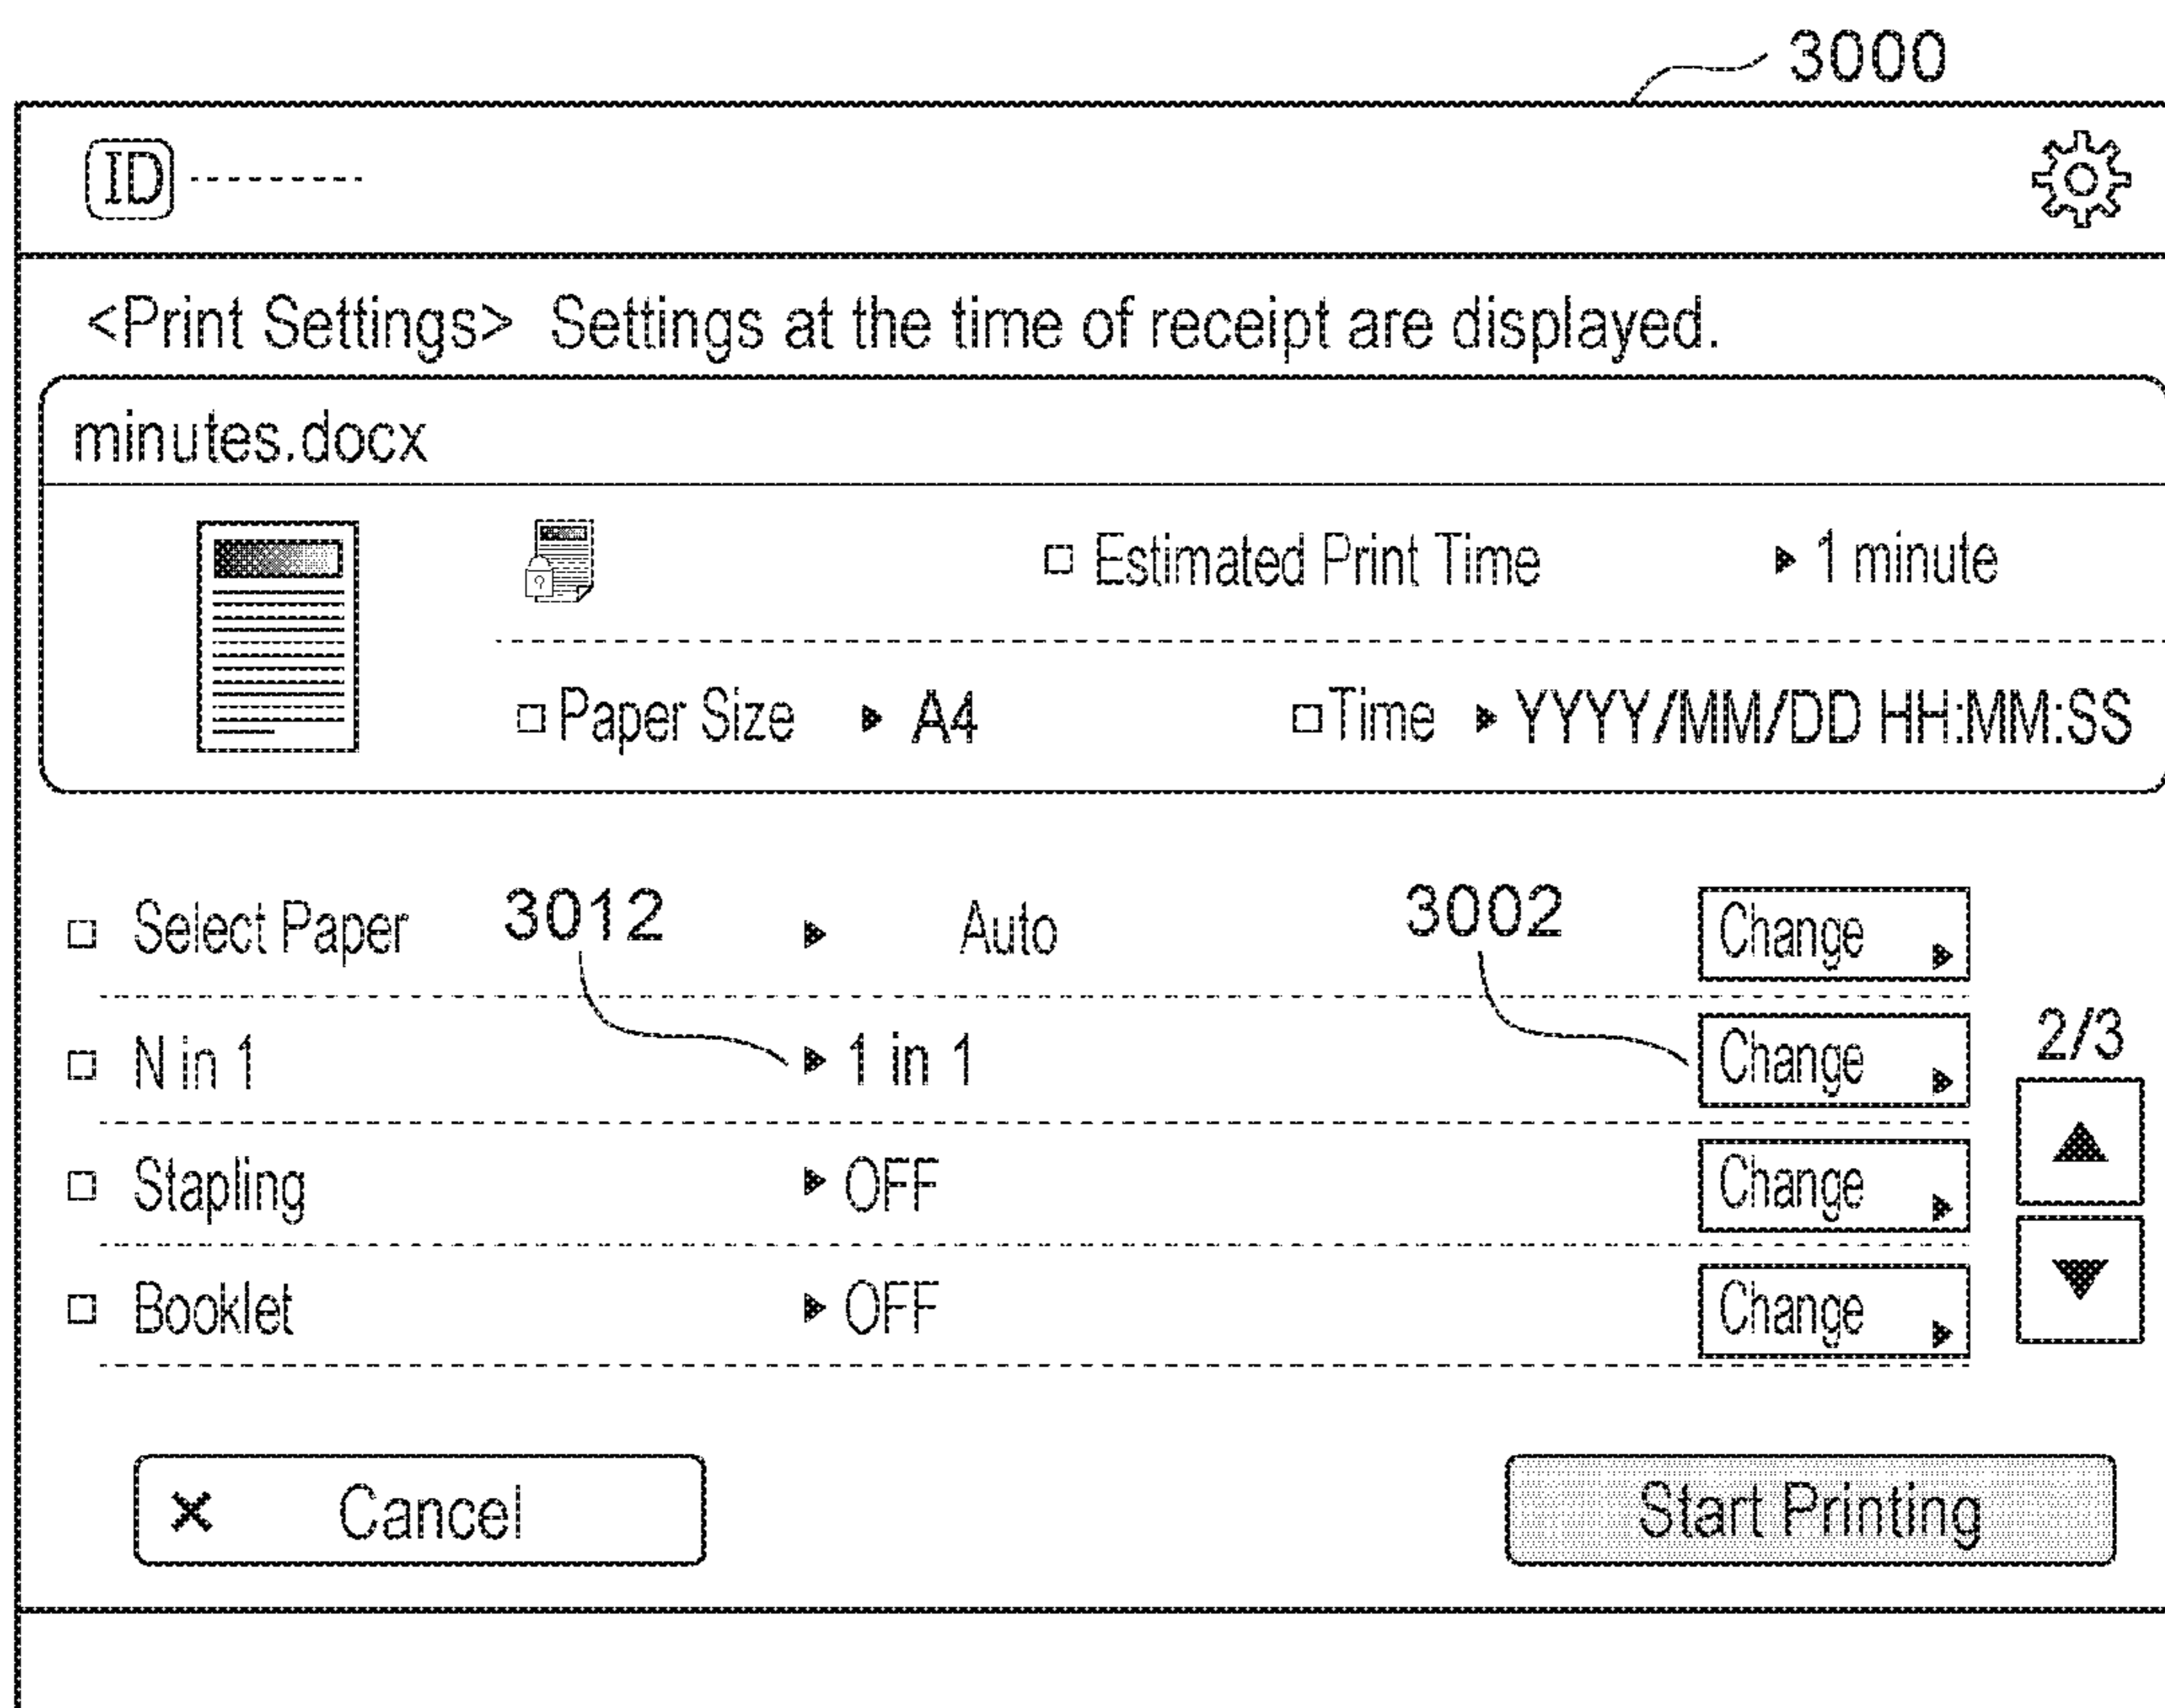 3000
ID ---------
<Print Settings> Settings at the time of receipt are displayed.
minutes.docx
□ Estimated Print Time ▶ 1 minute
□ Paper Size ▶ A4 □Time ▶ YYYY/MM/DD HH:MM:SS
□ Select Paper 3012 ▶ Auto 3002 Change ▶
□ N in 1 ▶ 1 in 1 Change ▶ 2/3
□ Stapling ▶ OFF Change ▶
□ Booklet ▶ OFF Change ▶
× Cancel Start Printing